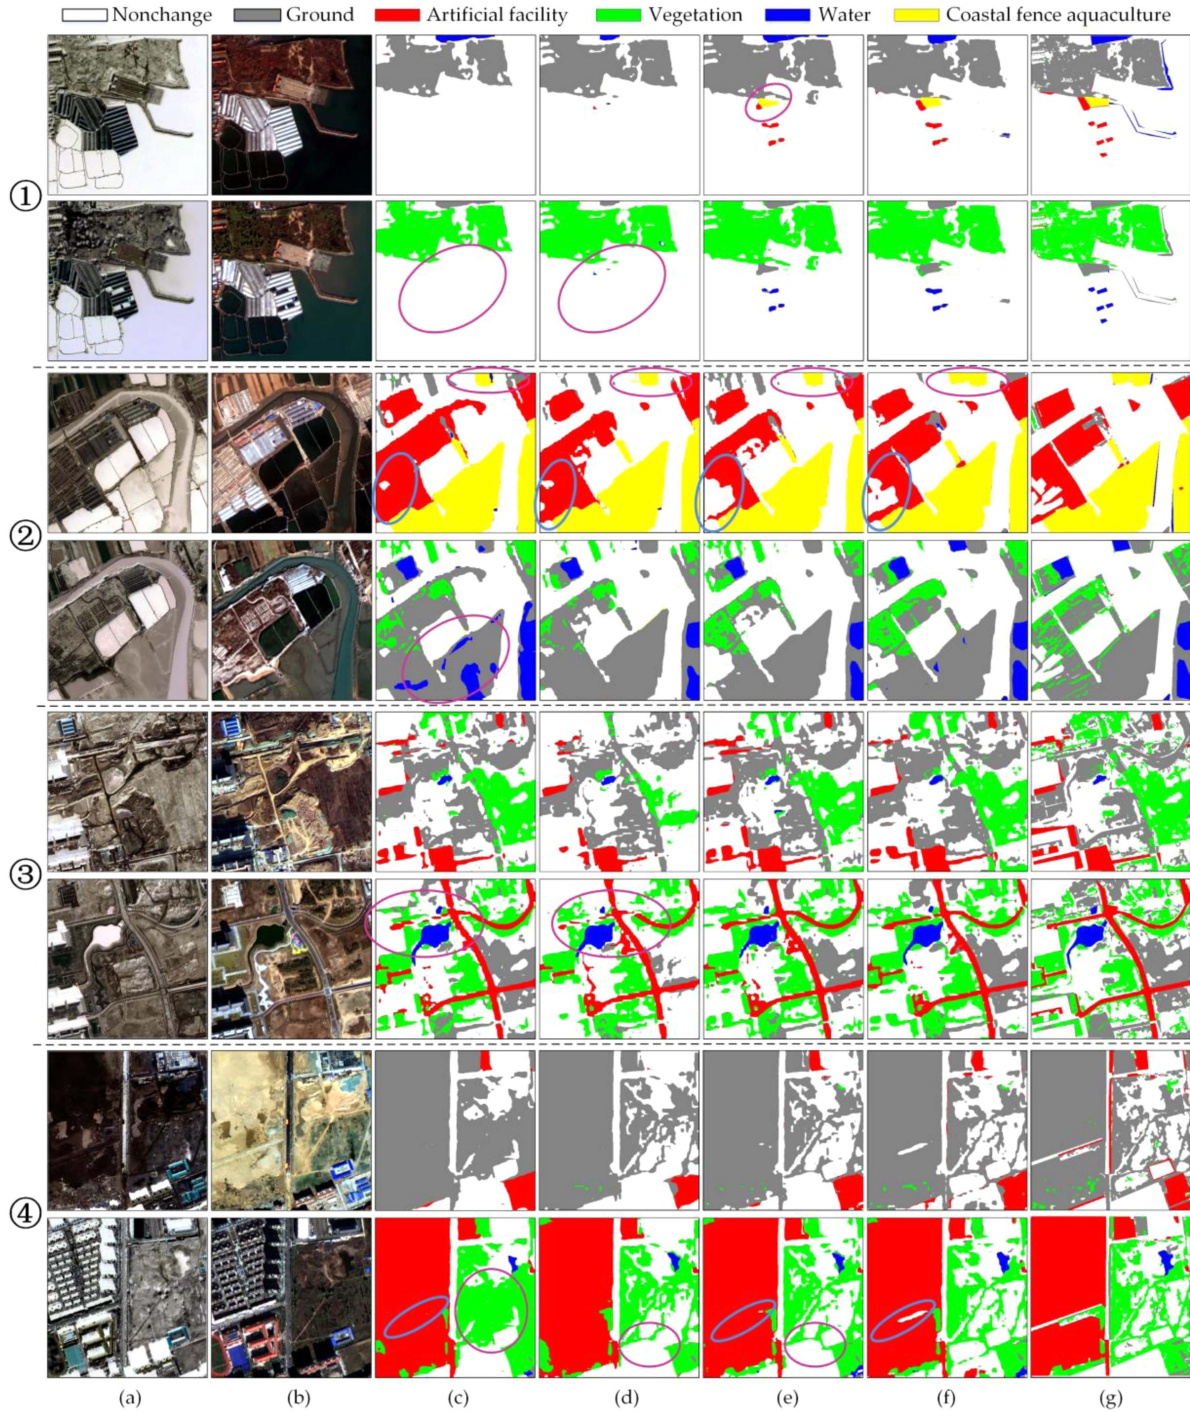 Nonchange Ground Artificial facility Vegetation Water Coastal fence aquaculture
①
②
③
④
(a) (b) (c) (d) (e) (f) (g)